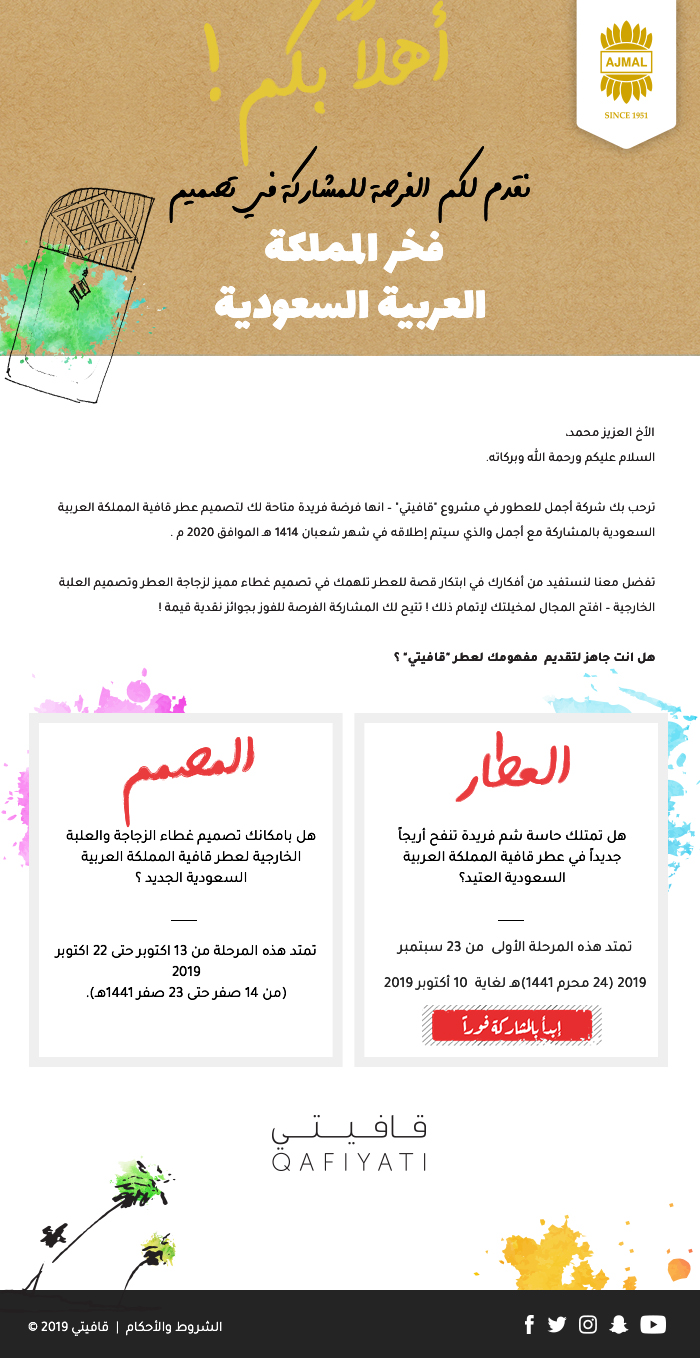 أهلاً بكم!
AJMAL
SINCE 1951
نقدم لكم الفرصة للمشاركة في تصميم
فخر المملكة
العربية السعودية
الأخ العزيز محمد،
السلام عليكم ورحمة الله وبركاته.
ترحب بك شركة أجمل للعطور في مشروع "قافيتي" – انها فرضة فريدة متاحة لك لتصميم عطر قافية المملكة العربية
السعودية بالمشاركة مع أجمل والذي سيتم إطلاقه في شهر شعبان 1414 هـ الموافق 2020 م .
تفضل معنا لنستفيد من أفكارك في ابتكار قصة للعطر تلهمك في تصميم غطاء مميز لزجاجة العطر وتصميم العلبة
الخارجية – افتح المجال لمخيلتك لإتمام ذلك ! تتيح لك المشاركة الفرصة للفوز بجوائز نقدية قيمة !
هل انت جاهز لتقديم مفهومك لعطر "قافيتي" ؟
العطار
هل تمتلك حاسة شم فريدة تنفح أريجاً
جديداً في عطر قافية المملكة العربية
السعودية العتيد؟
تمتد هذه المرحلة الأولى من 23 سبتمبر
2019 (24 محرم 1441)هـ لغاية 10 أكتوبر 2019
إبدأ بالمشاركة فوراً
المصمم
هل بامكانك تصميم غطاء الزجاجة والعلبة
الخارجية لعطر قافية المملكة العربية
السعودية الجديد ؟
تمتد هذه المرحلة من 13 اكتوبر حتى 22 اكتوبر
2019
(من 14 صفر حتى 23 صفر 1441هـ).
قافيتي
QAFIYATI
الشروط والأحكام | قافيتي 2019 ©